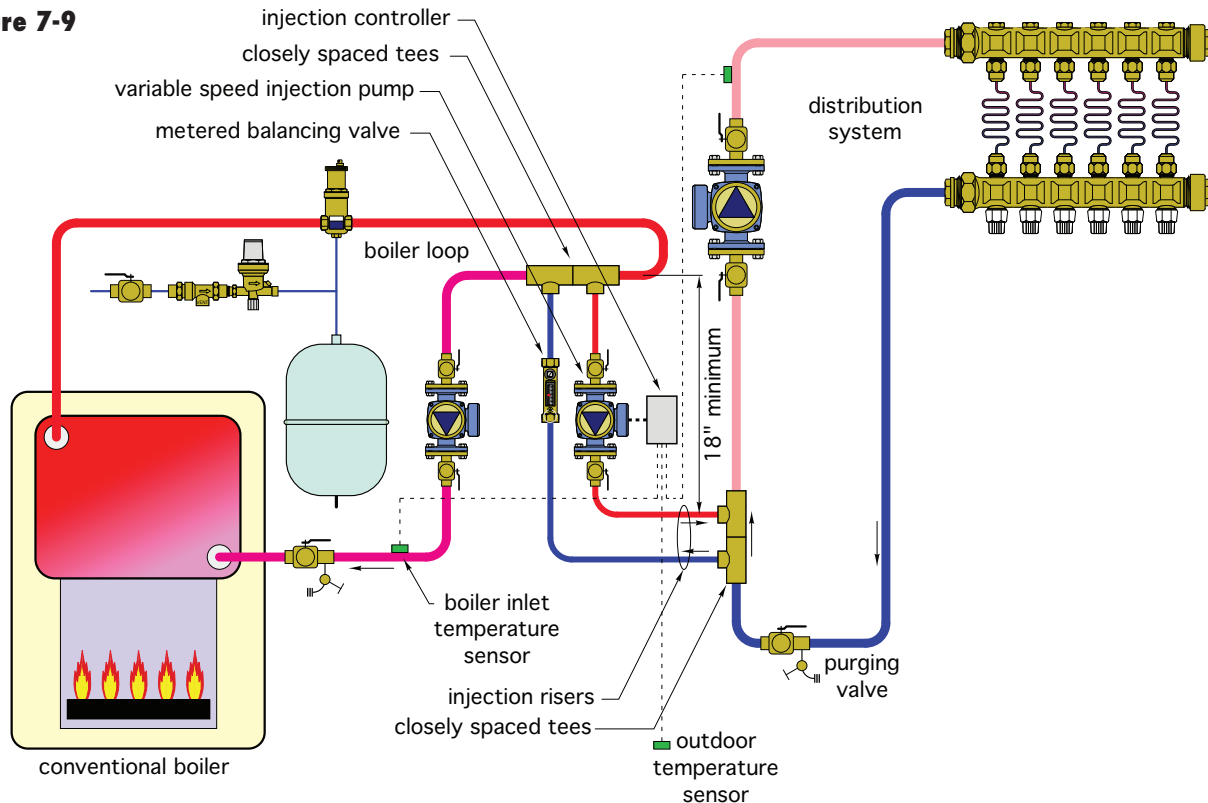 re 7-9
injection controller
closely spaced tees
variable speed injection pump
metered balancing valve
distribution
system
boiler loop
18" minimum
boiler inlet
temperature
sensor
purging
valve
injection risers
closely spaced tees
outdoor
temperature
sensor
conventional boiler